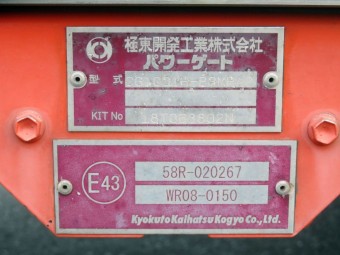 極東開発工業株式会社
パワーゲート
型式
KIT No
E43
58R-020267
WR08-0150
Kyokuto Kaihatsu Kogyo Co., Ltd.